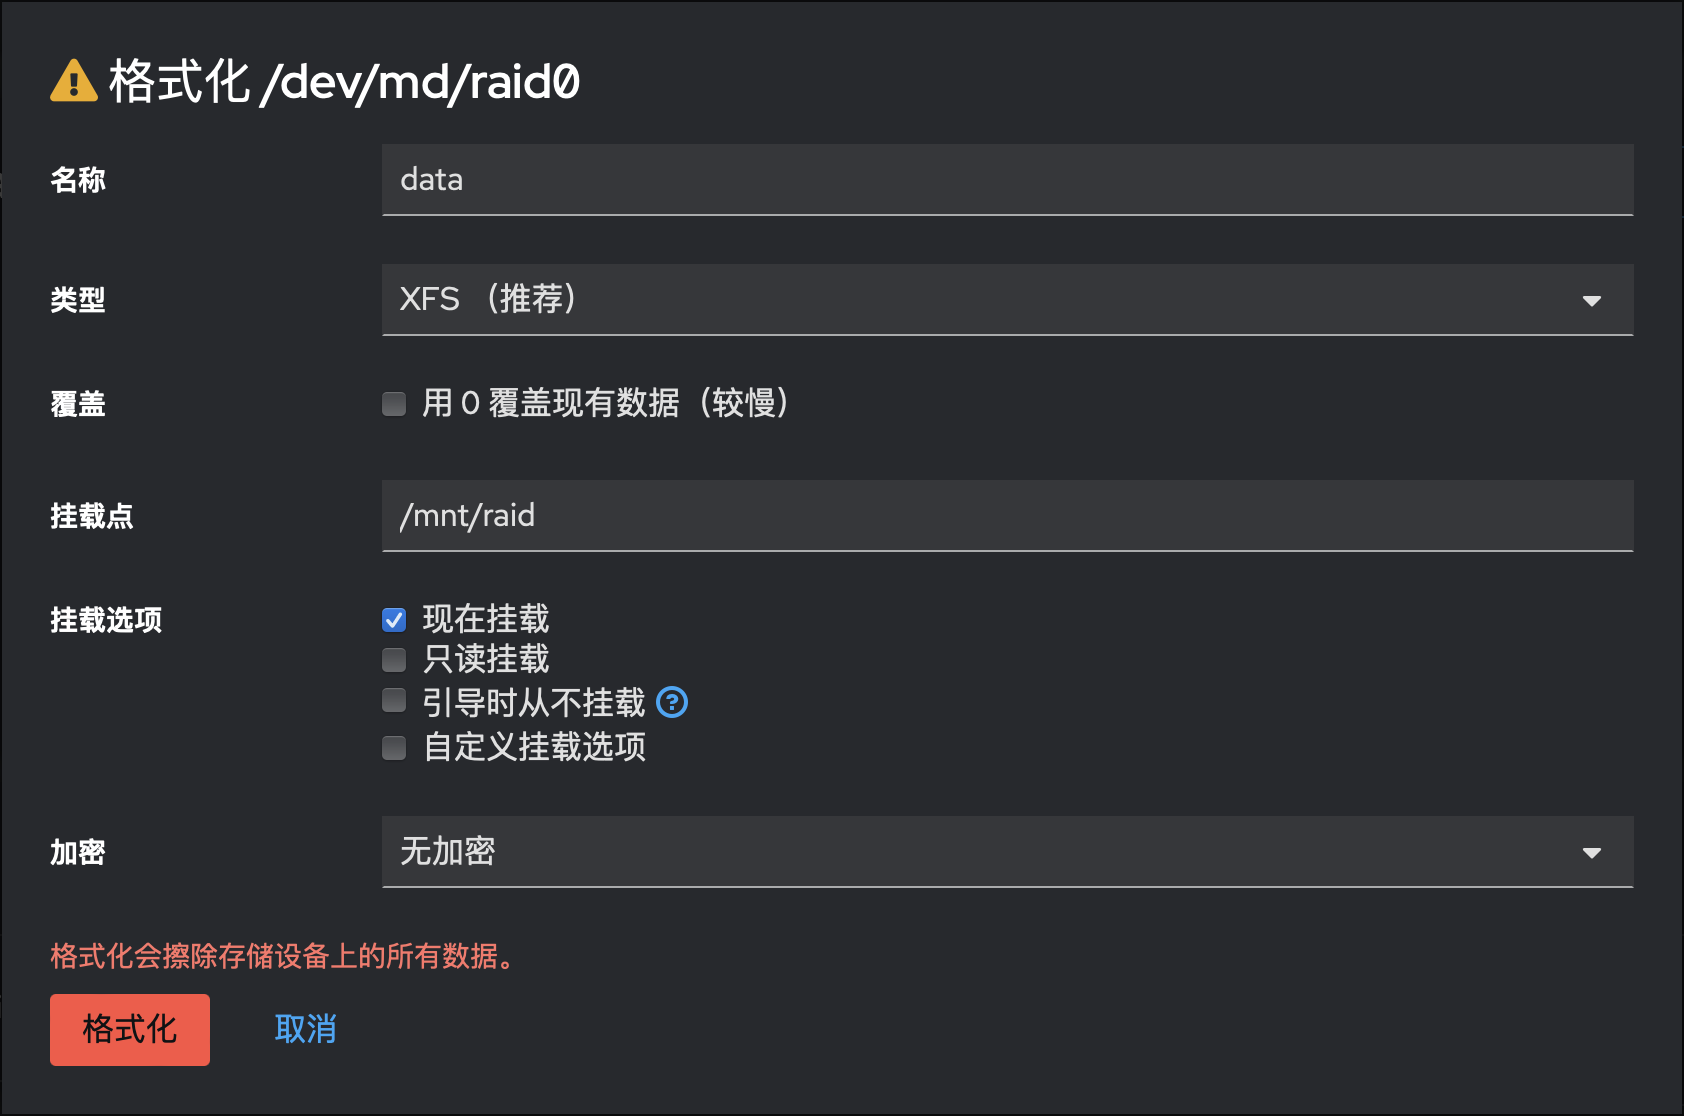 格式化 /dev/md/raid0
名称
data
类型
XFS （推荐）
覆盖
用 0 覆盖现有数据（较慢）
挂载点
/mnt/raid
挂载选项
现在挂载
只读挂载
引导时从不挂载
自定义挂载选项
加密
无加密
格式化会擦除存储设备上的所有数据。
格式化
取消